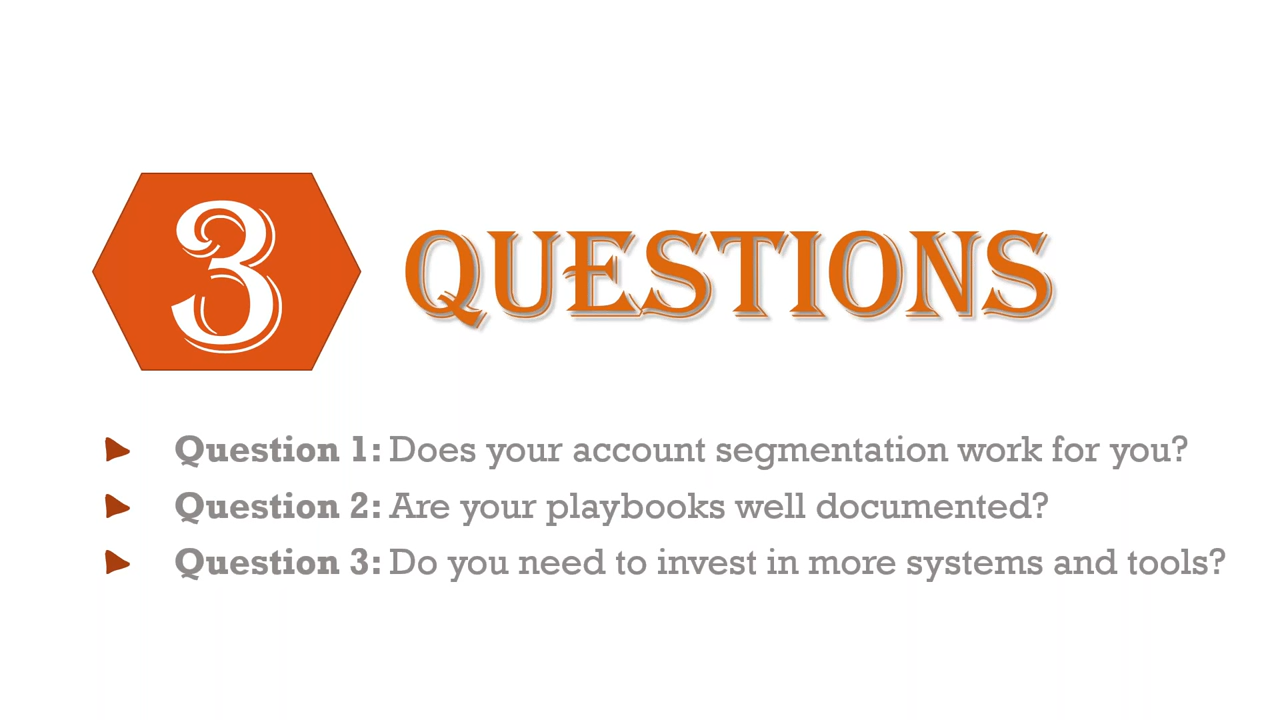 3 QUESTIONS
Question 1: Does your account segmentation work for you?
Question 2: Are your playbooks well documented?
Question 3: Do you need to invest in more systems and tools?